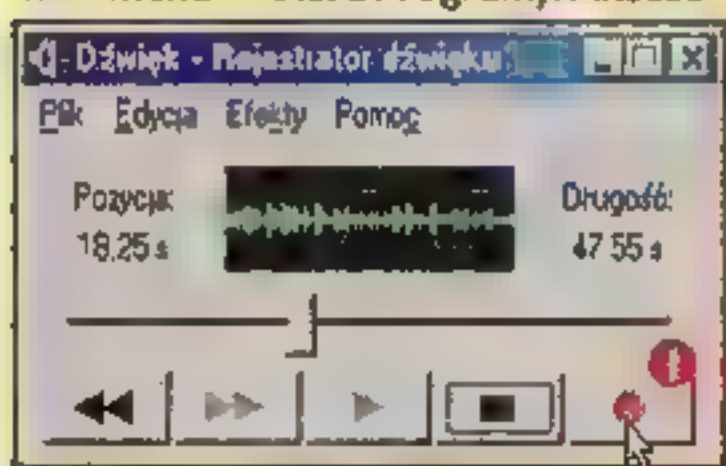 Dźwięk - Rejestrator dźwięku
Plik Edycja Efekty Pomoc
Pozycja: Długość:
18,25 s 47.55 s